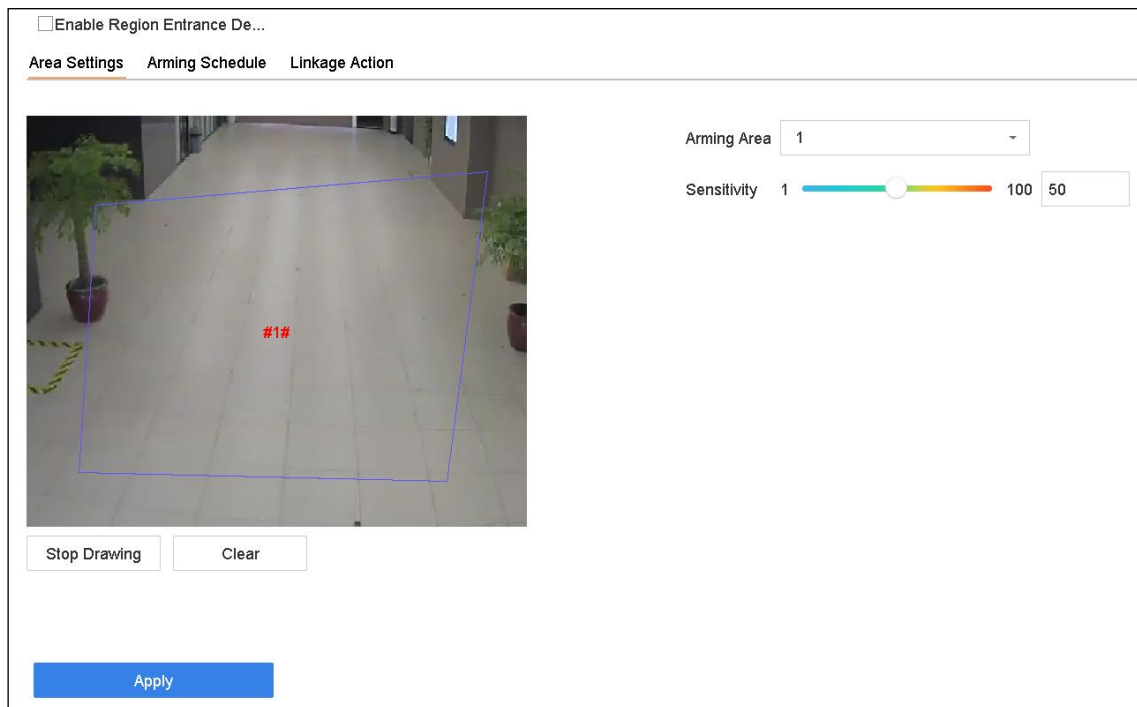 Enable Region Entrance De...
Area Settings Arming Schedule Linkage Action
Arming Area 1
Sensitivity 1 100 50
#1#
Stop Drawing Clear
Apply